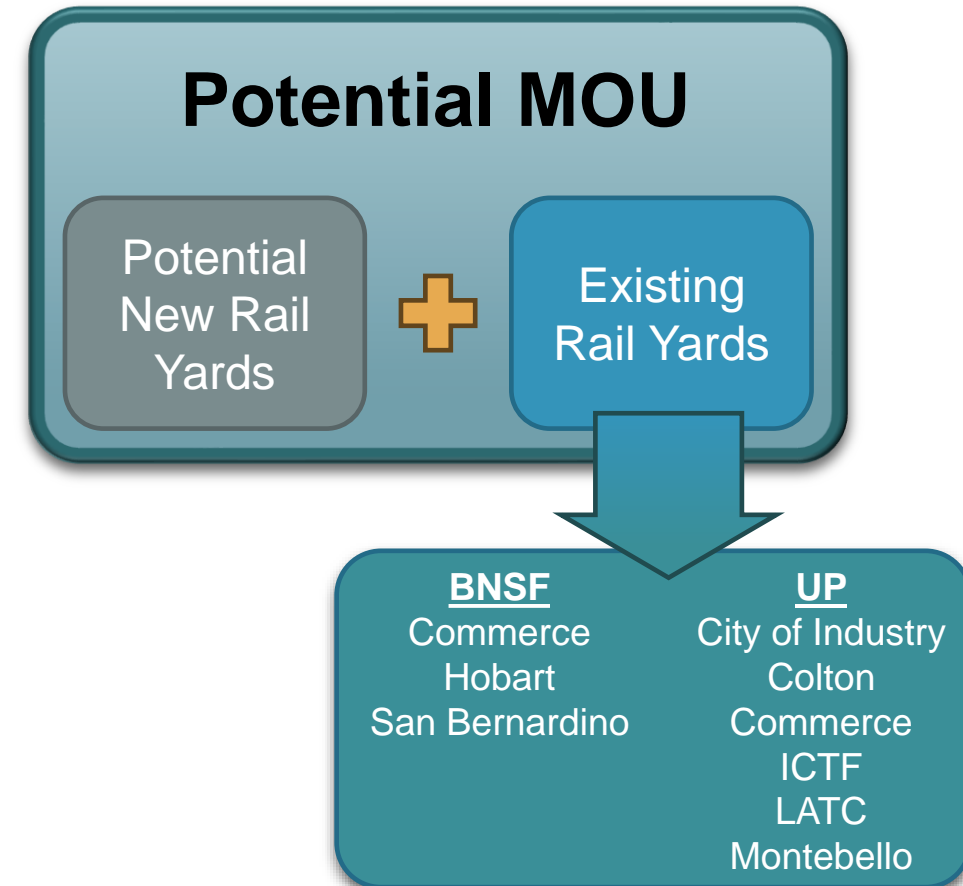 Potential MOU
Potential
New Rail
Yards
Existing
Rail Yards
BNSF
Commerce
Hobart
San Bernardino
UP
City of Industry
Colton
Commerce
ICTF
LATC
Montebello